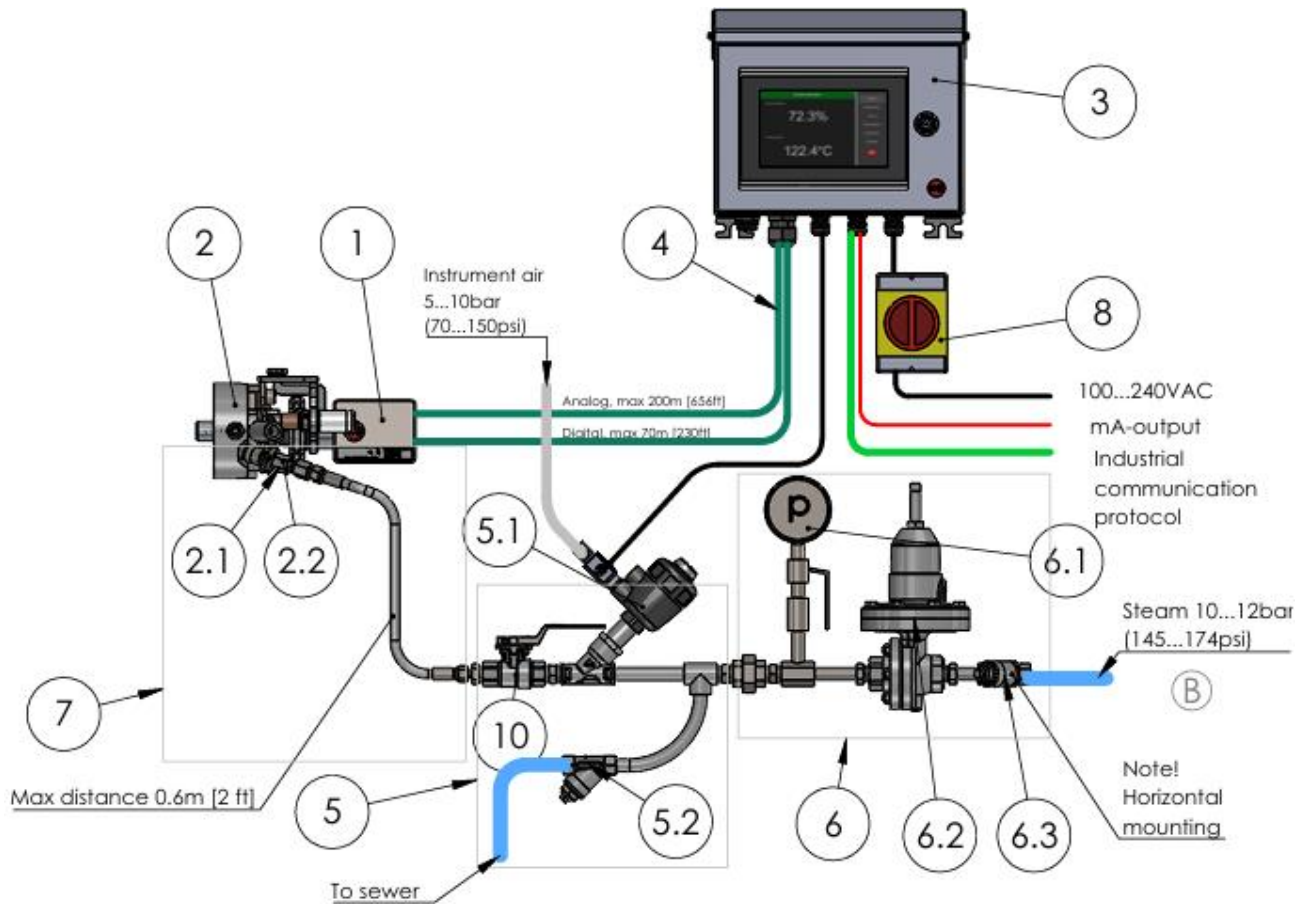 72.3%
122.4°C
3
2
1
4
Instrument air
5...10bar
(70...150psi)
8
Analog, max 200m [656ft]
Digital, max 70m [230ft]
100...240VAC
mA-output
Industrial
communication
protocol
p
5.1
2.1
2.2
6.1
Steam 10...12bar
(145...174psi)
B
7
10
Max distance 0.6m [2 ft]
5
5.2
6
6.2
6.3
Note!
Horizontal
mounting
To sewer